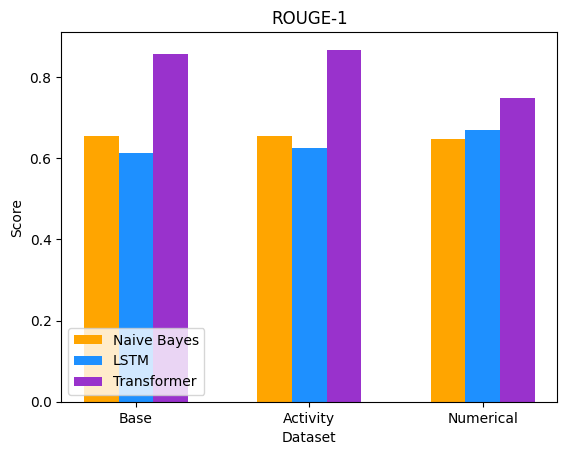 ROUGE-1
Score
0.8
0.6
0.4
0.2
0.0
Naive Bayes
LSTM
Transformer
Base
Activity
Numerical
Dataset